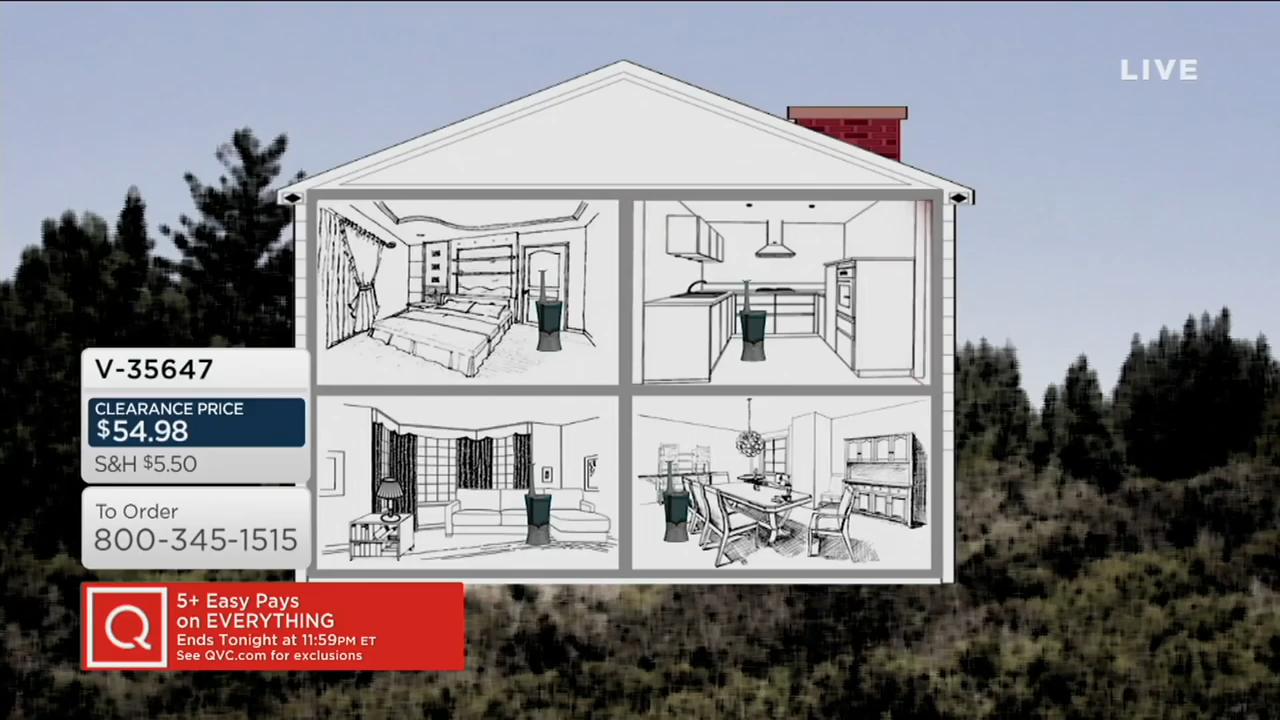 LIVE
V-35647
CLEARANCE PRICE
$54.98
S&H $5.50
To Order
800-345-1515
Q
5+ Easy Pays
on EVERYTHING
Ends Tonight at 11:59PM ET
See QVC.com for exclusions